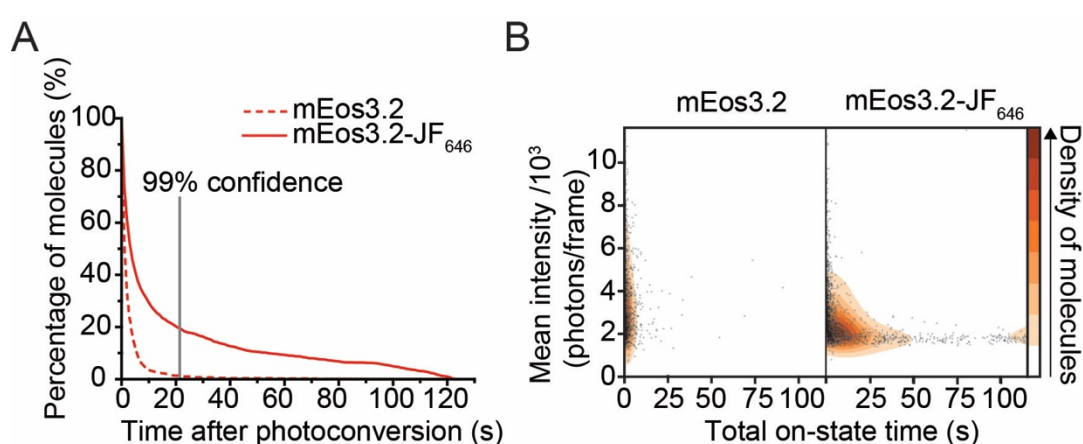 A
Percentage of molecules (%)
100
80
60
40
20
0
mEos3.2
mEos3.2-JF₆₄₆
99% confidence
0 20 40 60 80 100 120
Time after photoconversion (s)
B
mEos3.2
mEos3.2-JF₆₄₆
Mean intensity /10³
(photons/frame)
10
8
6
4
2
0
0 25 50 75 100
0 25 50 75 100
Total on-state time (s)
Density of molecules